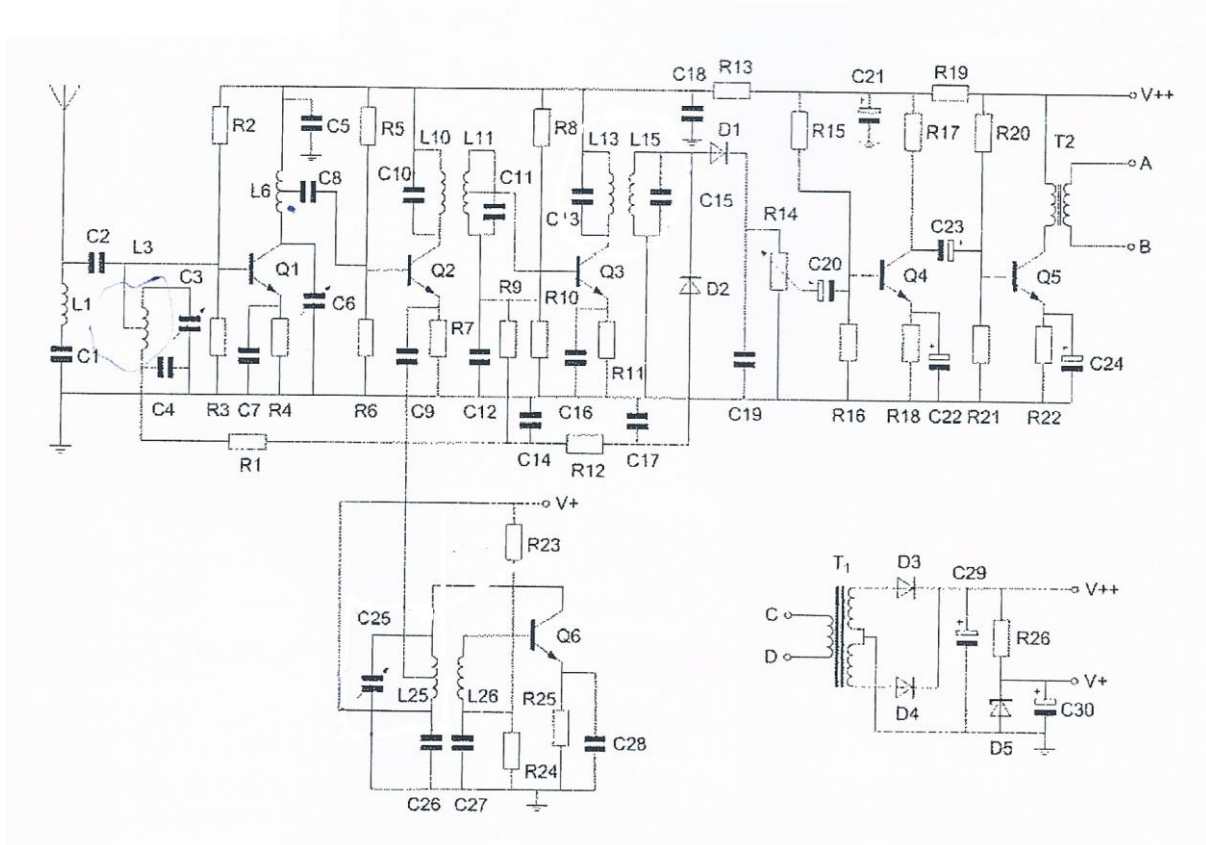 C18 R13 C21 R19
V++
R2 C5 R5 L10 L11 R8 L13 L15 D1 R15 R17 R20 T2
C8 C10 C11 A
L6 C13 C15 R14 C23
C2 L3 Q1 Q2 Q3 C20 Q4 Q5 B
C3 C6 R9 R10 D2
L1 R7
C1 R11 C24
C4 R3 C7 R4 R6 C9 C12 C16 C19 R16 R18 C22 R21 R22
R1 C14 R12 C17
V+
R23
T1 D3 C29
V++
C25 Q6 C R26
D
L25 L26 R25 D4 V+
C30
C28 D5
R24
C26 C27